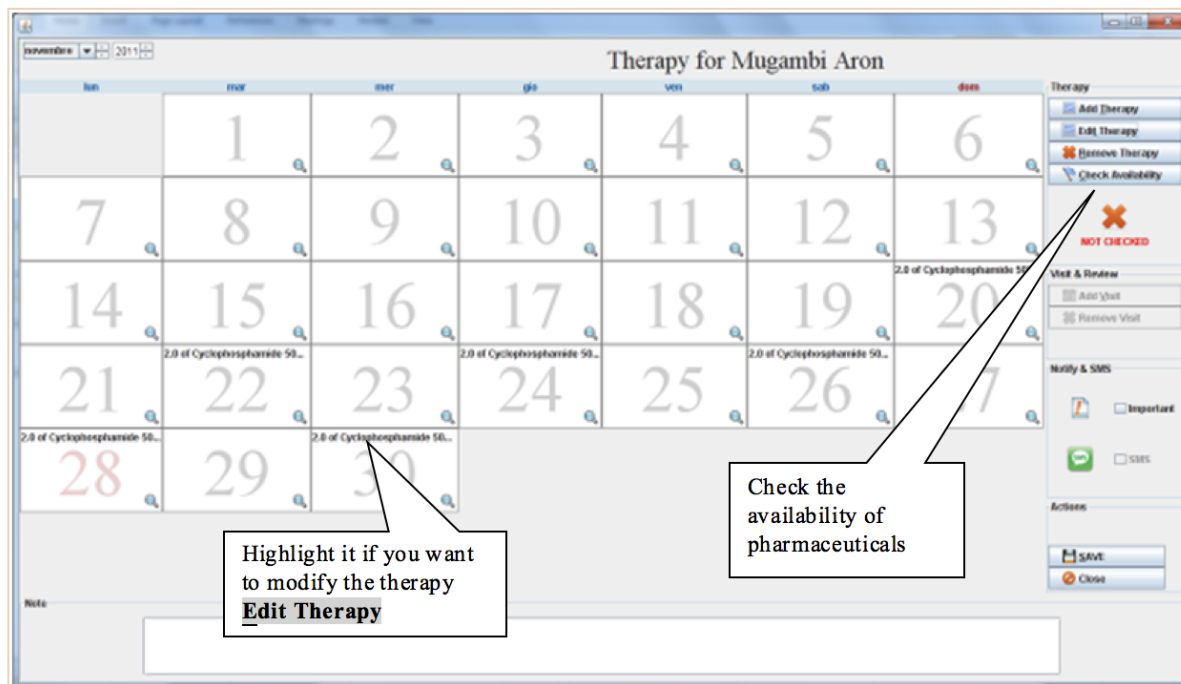 novembre 2011
Therapy for Mugambi Aron
lun mar mer gio ven sab dom
Therapy
Add Therapy
Edit Therapy
Remove Therapy
Check Availability
1 2 3 4 5 6
7 8 9 10 11 12 13
NOT CHECKED
2.0 of Cyclophosphamide 50
14 15 16 17 18 19 20
Visit & Review
Add Visit
Remove Visit
2.0 of Cyclophosphamide 50... 2.0 of Cyclophosphamide 50... 2.0 of Cyclophosphamide 50...
21 22 23 24 25 26 7
Notify & SMS
Important
SMS
2.0 of Cyclophosphamide 50... 2.0 of Cyclophosphamide 50...
28 29 30
Check the
availability of
pharmaceuticals
Actions
SAVE
Close
Highlight it if you want
to modify the therapy
Edit Therapy
Note